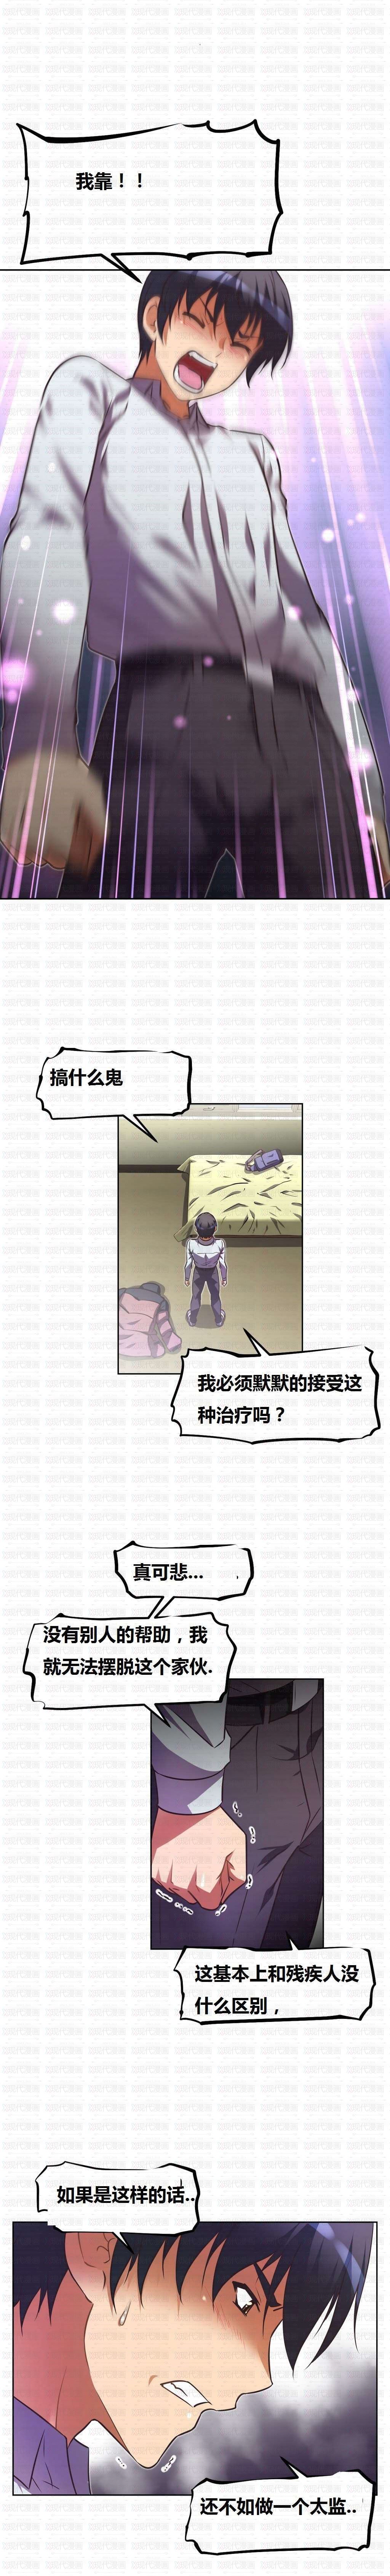 我靠！！
搞什么鬼
我必须默默的接受这
种治疗吗？
真可悲...
没有别人的帮助，我
就无法摆脱这个家伙.
这基本上和残疾人没
什么区别，
如果是这样的话..
还不如做一个太监..